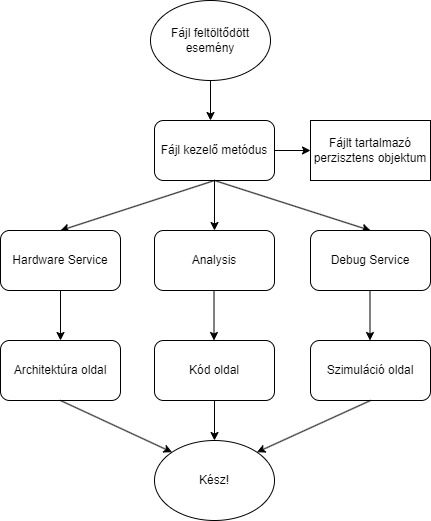 Fájl feltöltődött
esemény
Fájl kezelő metódus
Fájlt tartalmazó
perzisztens objektum
Hardware Service
Analysis
Debug Service
Architektúra oldal
Kód oldal
Szimuláció oldal
Kész!